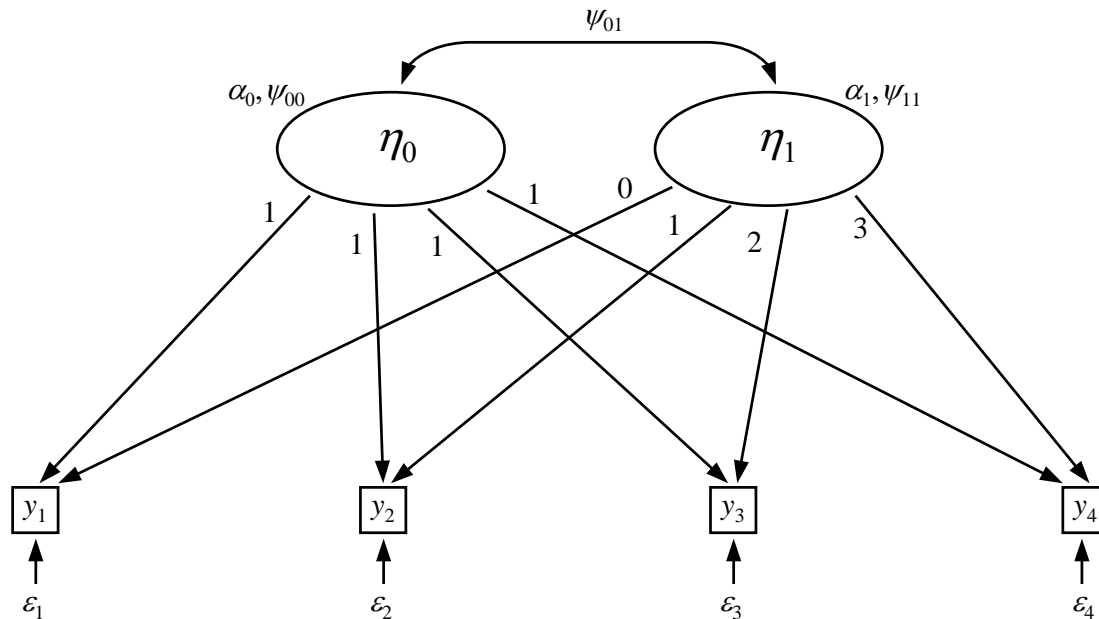 ψ₀₁
α₀, ψ₀₀
α₁, ψ₁₁
η₀
η₁
1 1 1 1 0 1 2 3
y₁ y₂ y₃ y₄
ε₁ ε₂ ε₃ ε₄